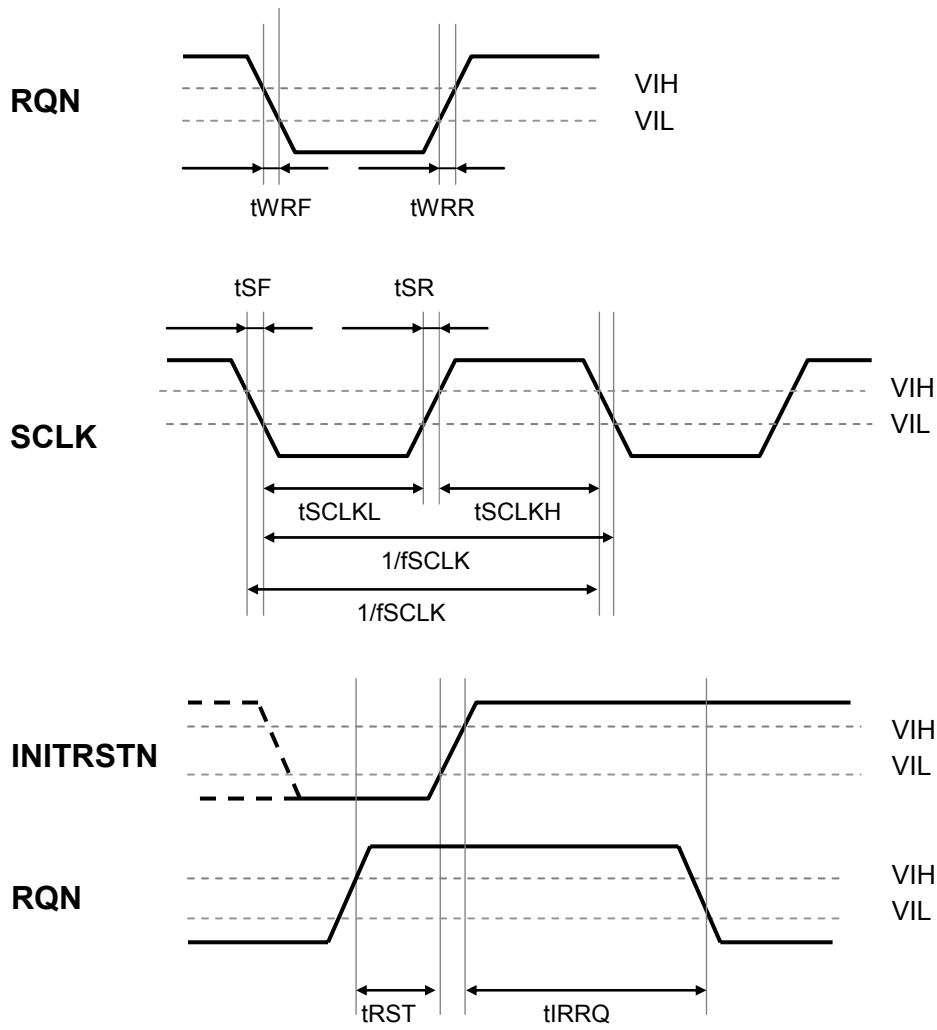 VIH
RQN
VIL
tWRF tWRR
tSF tSR
VIH
SCLK
VIL
tSCLKL tSCLKH
1/fSCLK
1/fSCLK
VIH
INITRSTN
VIL
VIH
RQN
VIL
tRST tIRRQ